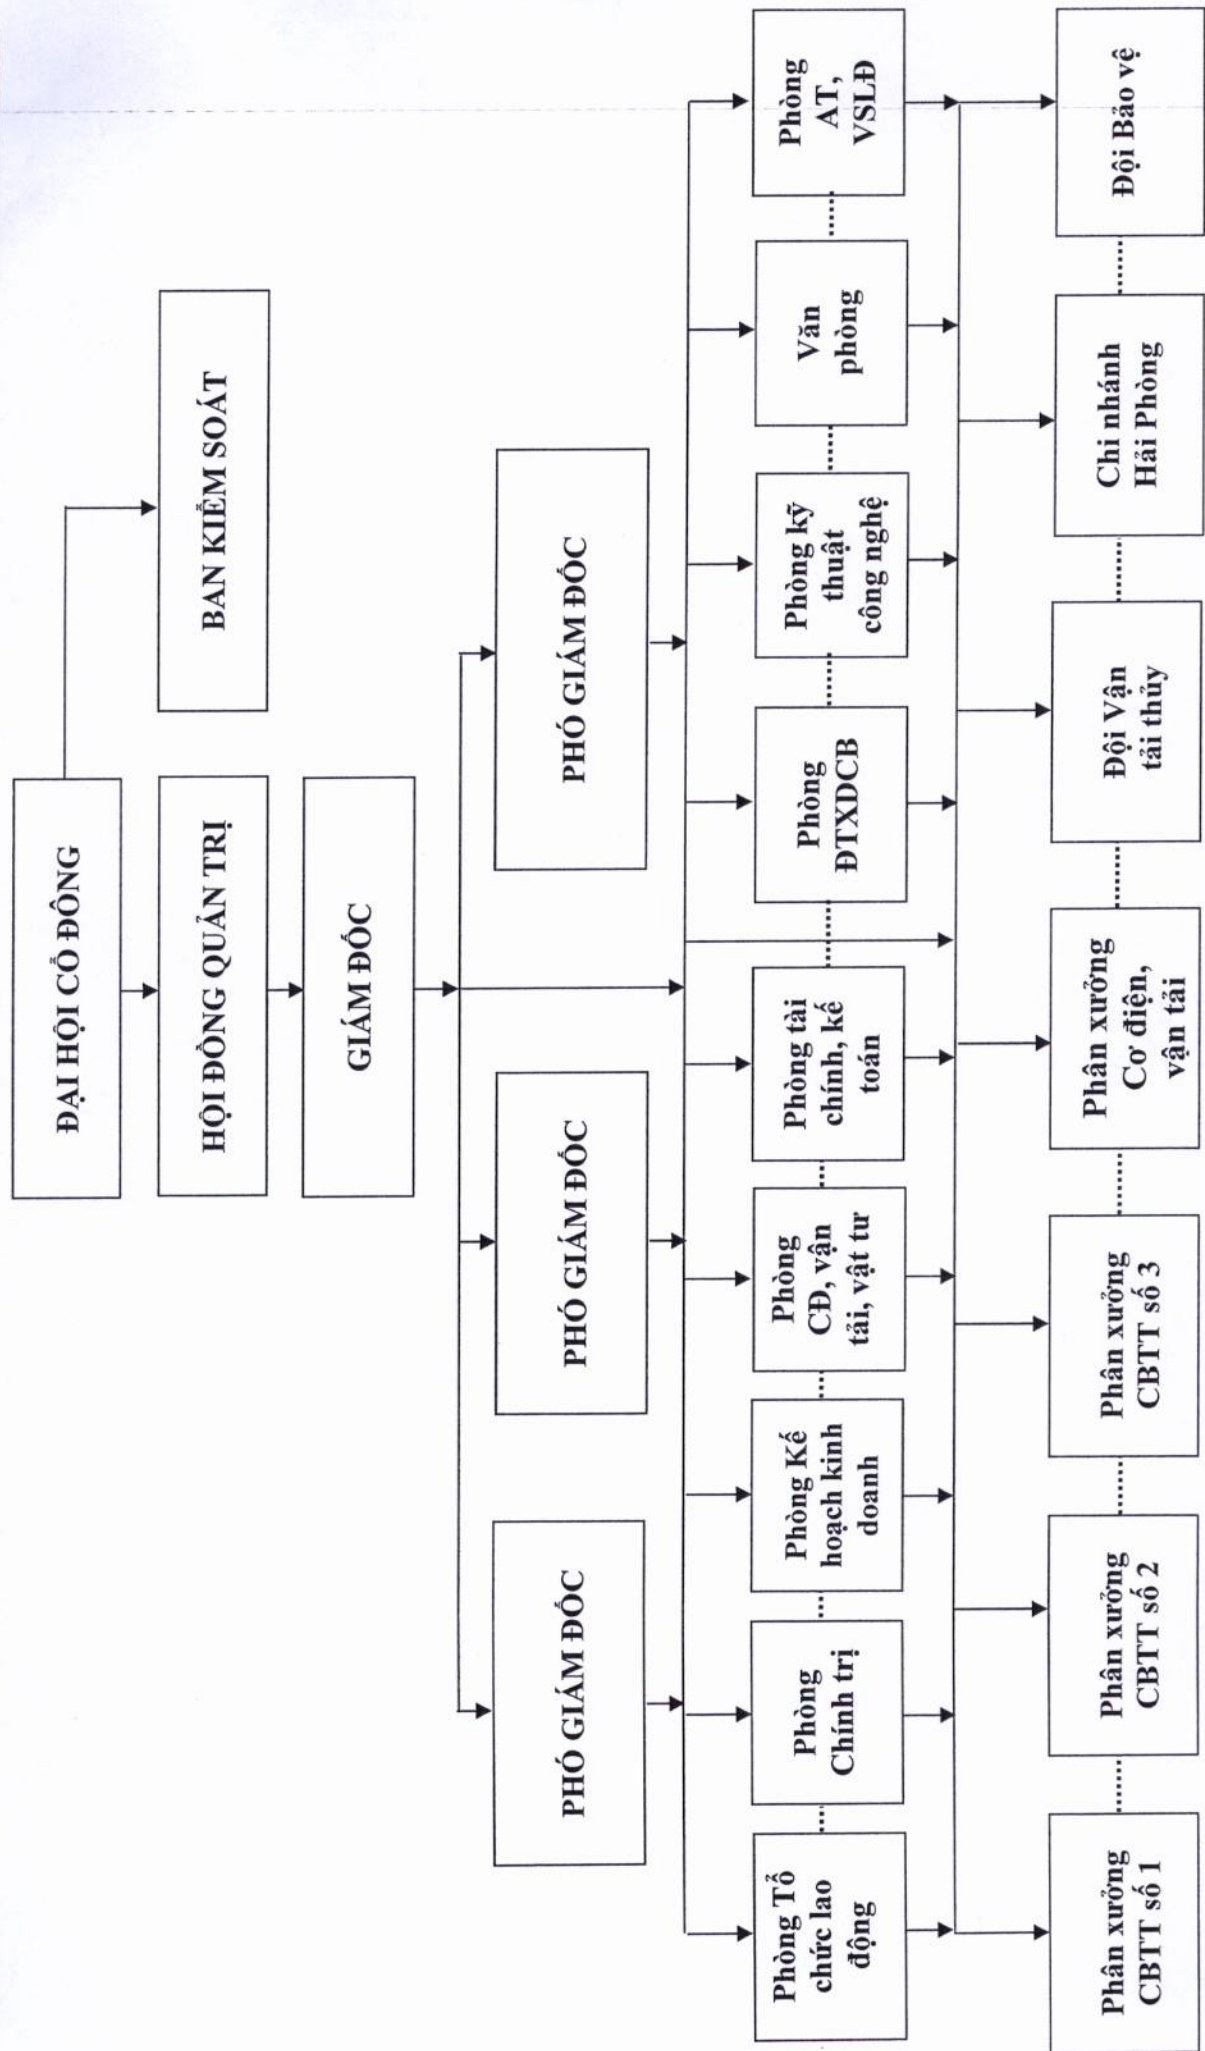 ĐẠI HỘI CỔ ĐÔNG
BAN KIỂM SOÁT
HỘI ĐỒNG QUẢN TRỊ
GIÁM ĐỐC
PHÓ GIÁM ĐỐC
PHÓ GIÁM ĐỐC
PHÓ GIÁM ĐỐC
Phòng Tổ
chức lao
động
Phòng
Chính trị
Phòng Kế
hoạch kinh
doanh
Phòng
CĐ, vận
tải, vật tư
Phòng tài
chính, kế
toán
Phòng
ĐTXDCB
Phòng kỹ
thuật
công nghệ
Văn
phòng
Phòng
AT,
VSLĐ
Phân xưởng
CBTT số 1
Phân xưởng
CBTT số 2
Phân xưởng
CBTT số 3
Phân xưởng
Cơ điện,
vận tải
Đội Vận
tải thủy
Chi nhánh
Hải Phòng
Đội Bảo vệ